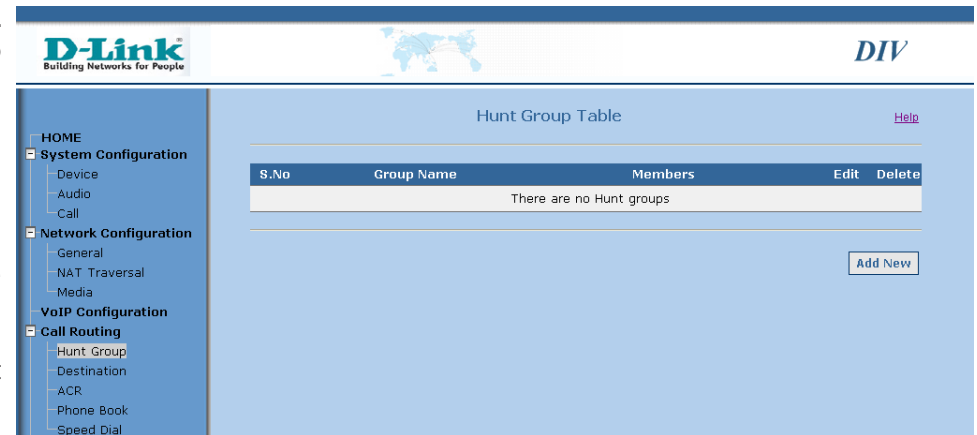 D-Link
Building Networks for People
DIV
Hunt Group Table
Help
HOME
System Configuration
Device
Audio
Call
Network Configuration
General
NAT Traversal
Media
VoIP Configuration
Call Routing
Hunt Group
Destination
ACR
Phone Book
Speed Dial
S.No Group Name Members Edit Delete
There are no Hunt groups
Add New